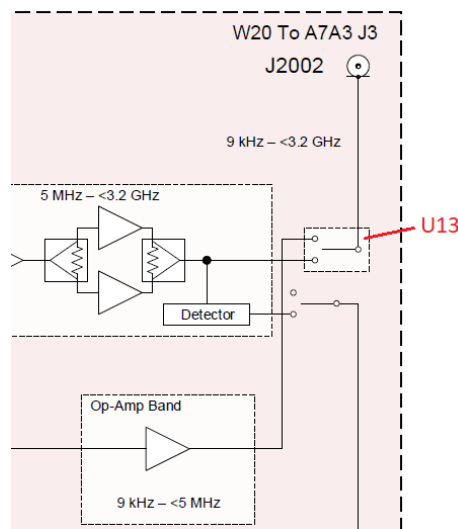 W20 To A7A3 J3
J2002
9 kHz – <3.2 GHz
5 MHz – <3.2 GHz
U13
Detector
Op-Amp Band
9 kHz – <5 MHz